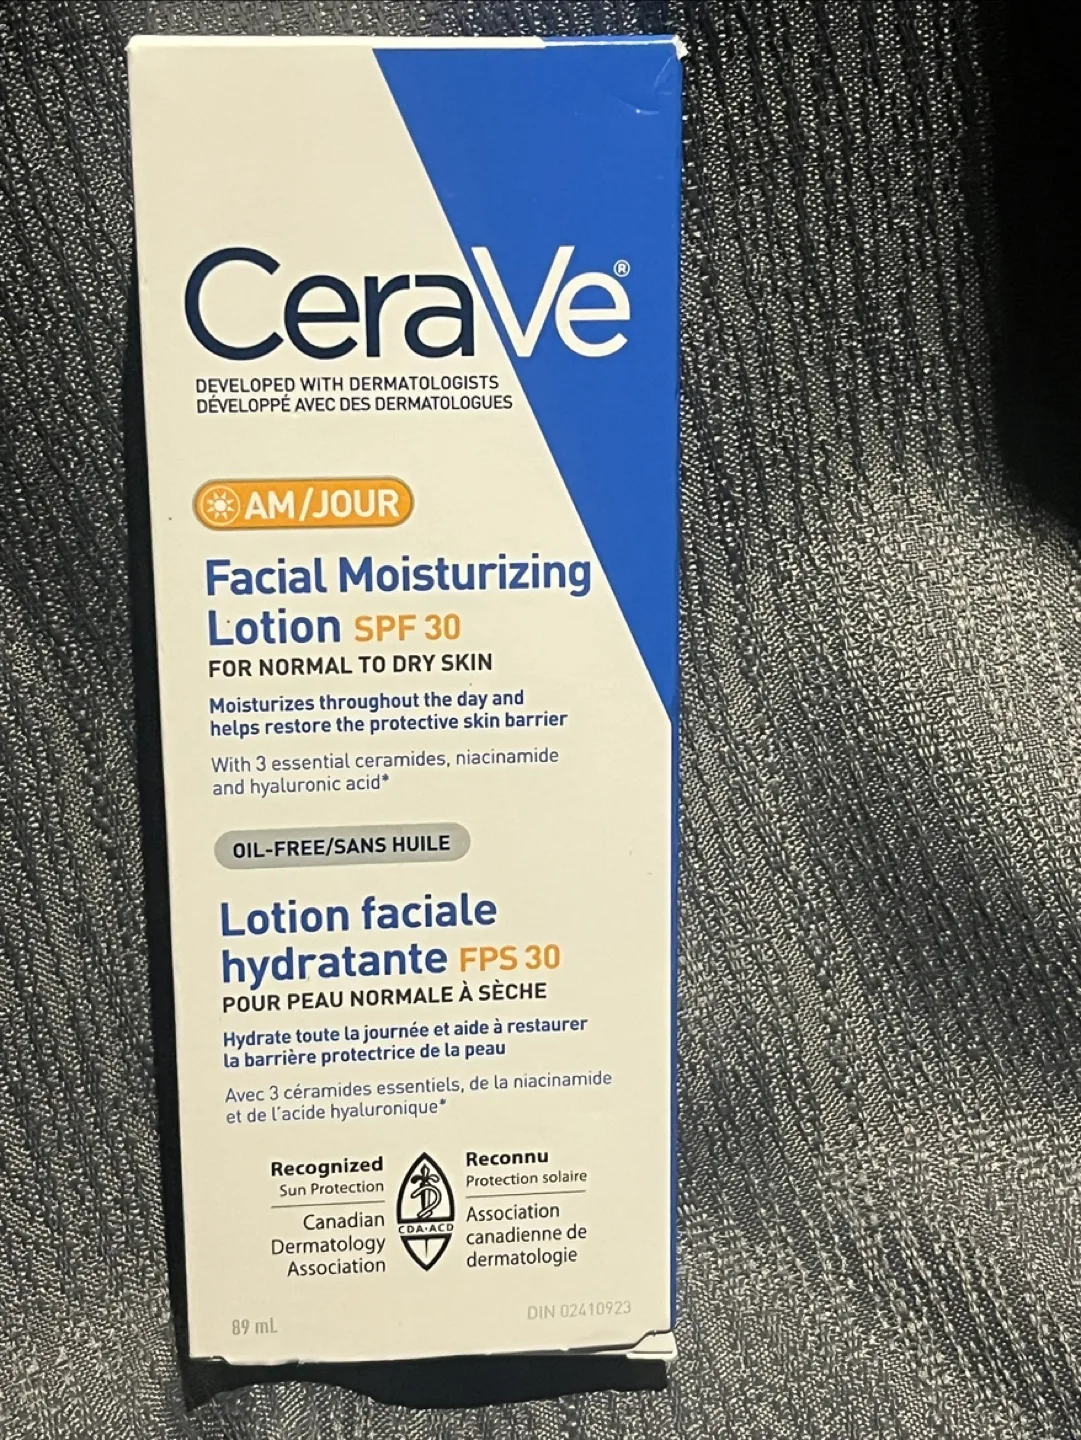 CeraVe®
DEVELOPED WITH DERMATOLOGISTS
DÉVELOPPÉ AVEC DES DERMATOLOGUES
AM/JOUR
Facial Moisturizing
Lotion SPF 30
FOR NORMAL TO DRY SKIN
Moisturizes throughout the day and
helps restore the protective skin barrier
With 3 essential ceramides, niacinamide
and hyaluronic acid*
OIL-FREE/SANS HUILE
Lotion faciale
hydratante FPS 30
POUR PEAU NORMALE À SÈCHE
Hydrate toute la journée et aide à restaurer
la barrière protectrice de la peau
Avec 3 céramides essentiels, de la niacinamide
et de l'acide hyaluronique*
Recognized
Sun Protection
Canadian
Dermatology
Association
CDA·ACD
Reconnu
Protection solaire
Association
canadienne de
dermatologie
89 mL
DIN 02410923